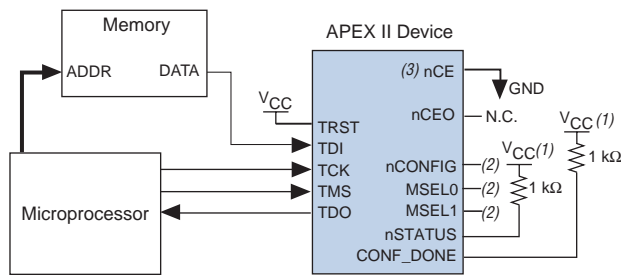 Memory
ADDR
DATA
Microprocessor
APEX II Device
VCC
TRST
TDI
TCK
TMS
TDO
(3) nCE
GND
nCEO
N.C.
nCONFIG
(2)
MSEL0
(2)
MSEL1
(2)
nSTATUS
CONF_DONE
VCC(1)
1 kΩ
VCC(1)
1 kΩ